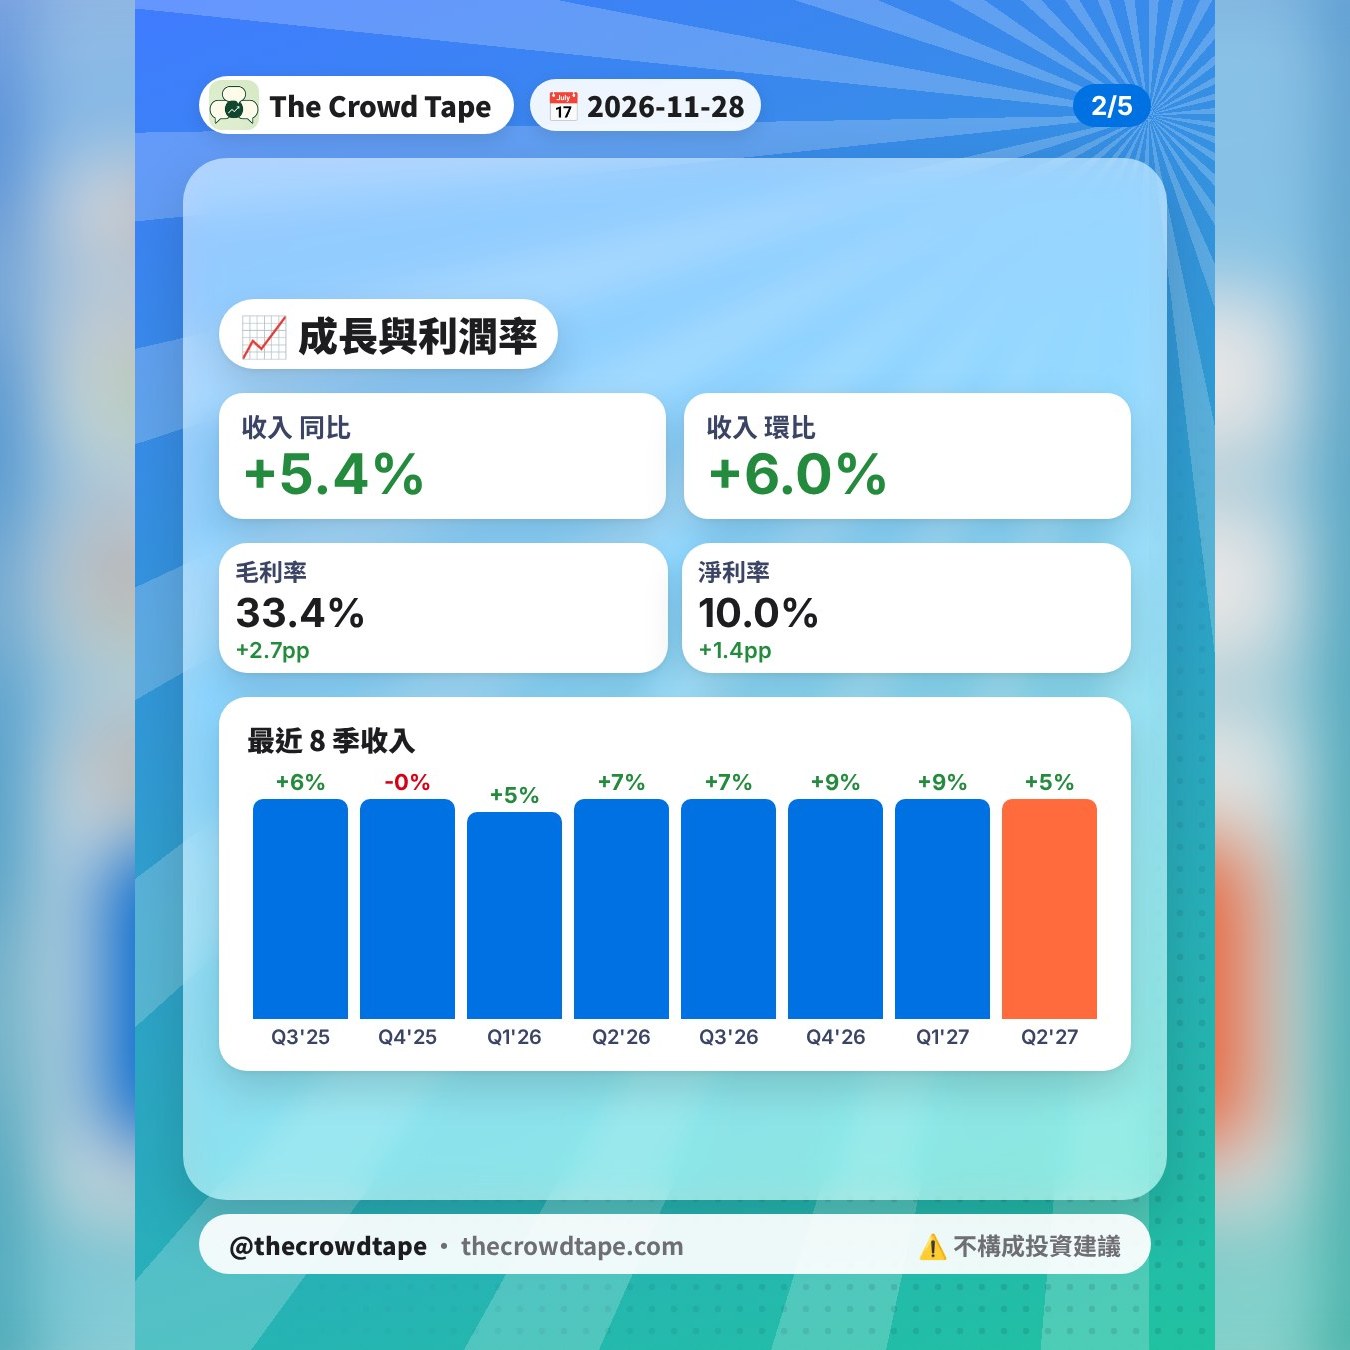 The Crowd Tape
July 17 2026-11-28
2/5
📈 成長與利潤率
收入 同比
+5.4%
收入 環比
+6.0%
毛利率
33.4%
+2.7pp
淨利率
10.0%
+1.4pp
最近 8 季收入
+6% -0% +5% +7% +7% +9% +9% +5%
Q3'25 Q4'25 Q1'26 Q2'26 Q3'26 Q4'26 Q1'27 Q2'27
@thecrowdtape • thecrowdtape.com
⚠️ 不構成投資建議